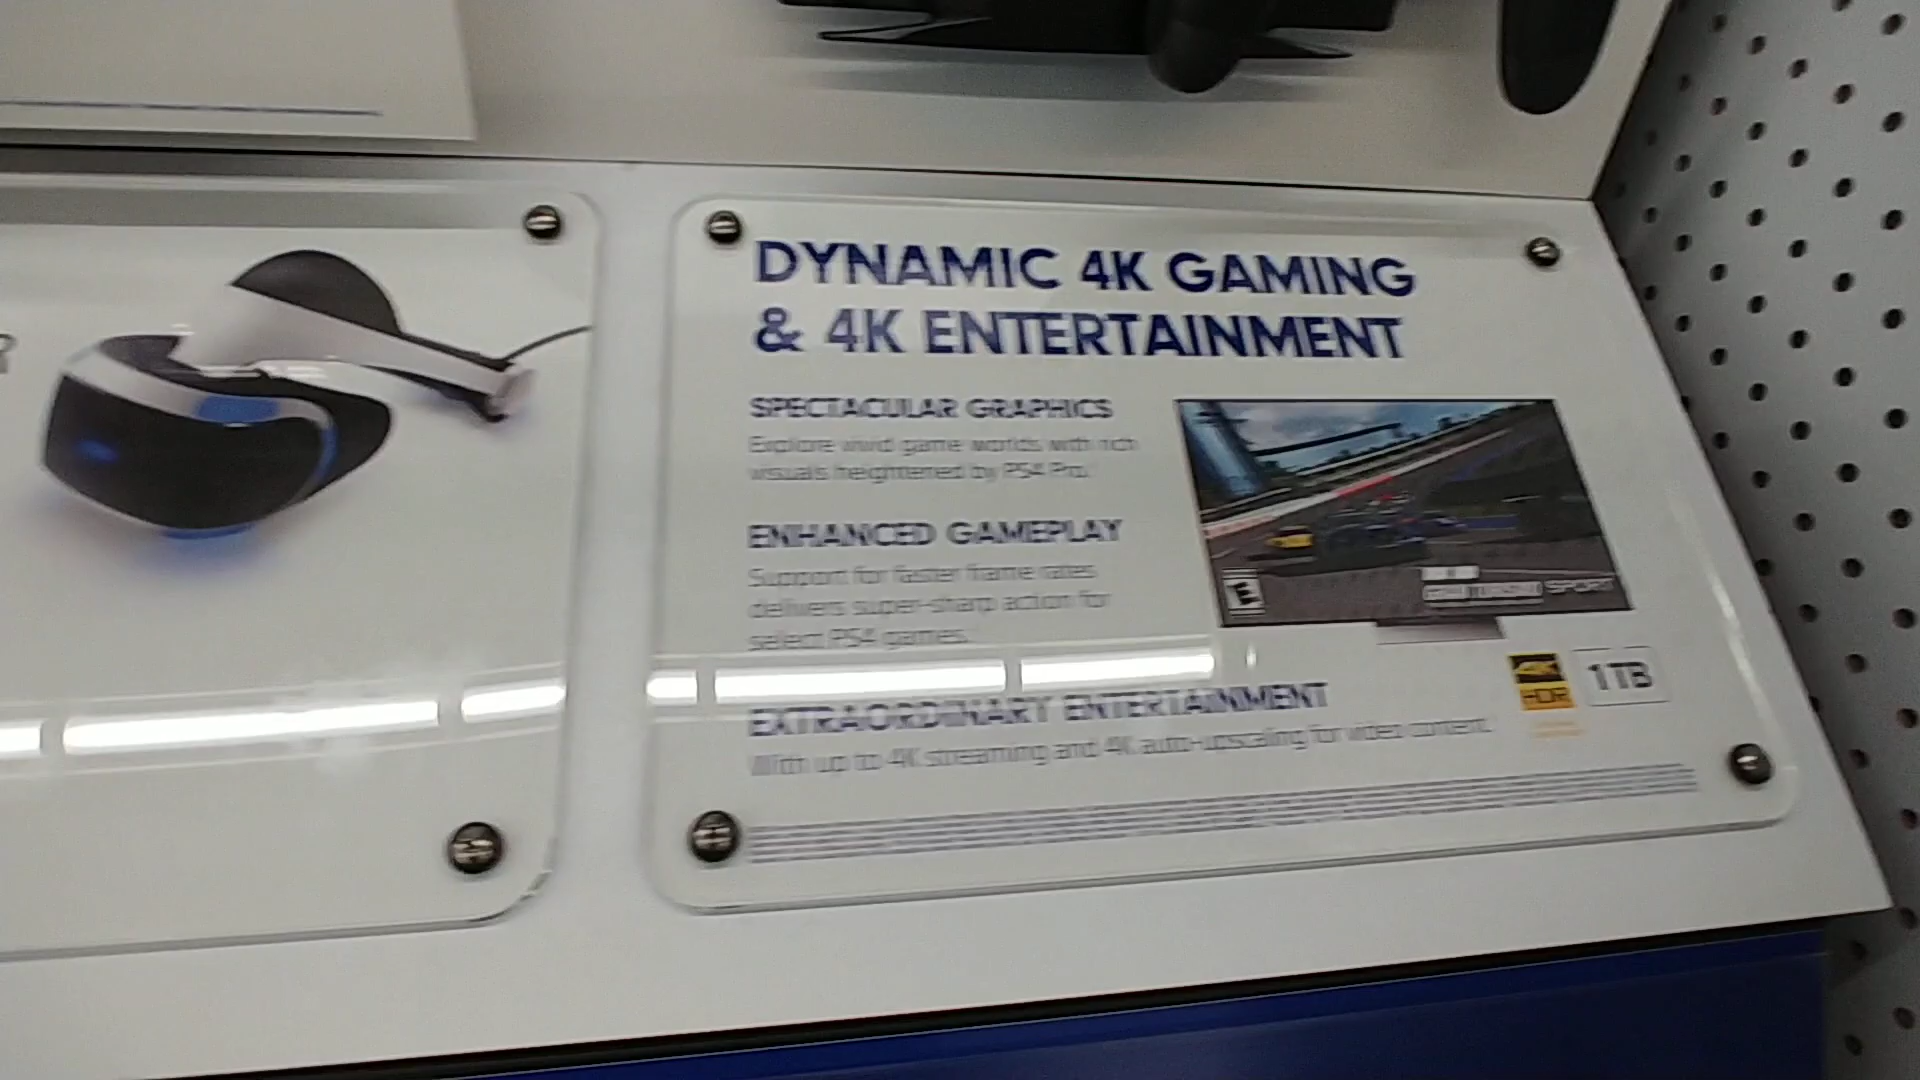 R
DYNAMIC 4K GAMING
& 4K ENTERTAINMENT
SPECTACULAR GRAPHICS
Explore vivid game worlds with rich
visuals heightened by PS4 Pro.
ENHANCED GAMEPLAY
Support for faster frame rates
delivers super-sharp action for
select PS4 games.
E
SPORT
4K
HDR
1TB
EXTRAORDINARY ENTERTAINMENT
With up to 4K streaming and 4K auto-upscaling for video content.